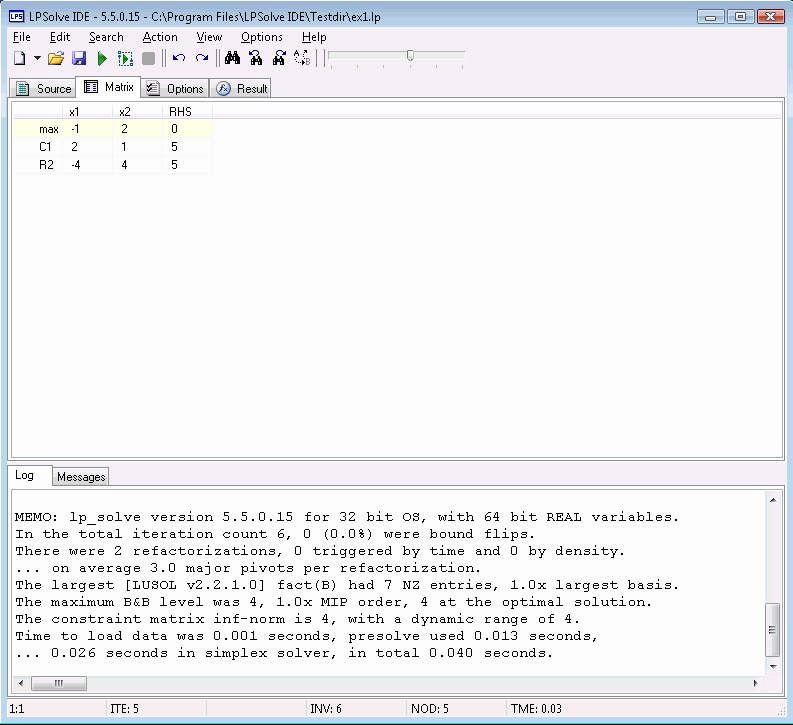 LPS LPSolve IDE - 5.5.0.15 - C:\Program Files\LPSolve IDE\Testdir\ex1.lp
File Edit Search Action View Options Help
Source Matrix Options Result
x1 x2 RHS
max -1 2 0
C1 2 1 5
R2 -4 4 5
Log Messages
MEMO: lp_solve version 5.5.0.15 for 32 bit OS, with 64 bit REAL variables.
In the total iteration count 6, 0 (0.0%) were bound flips.
There were 2 refactorizations, 0 triggered by time and 0 by density.
... on average 3.0 major pivots per refactorization.
The largest [LUSOL v2.2.1.0] fact(B) had 7 NZ entries, 1.0x largest basis.
The maximum B&B level was 4, 1.0x MIP order, 4 at the optimal solution.
The constraint matrix inf-norm is 4, with a dynamic range of 4.
Time to load data was 0.001 seconds, presolve used 0.013 seconds,
... 0.026 seconds in simplex solver, in total 0.040 seconds.
1:1 ITE: 5 INV: 6 NOD: 5 TME: 0.03